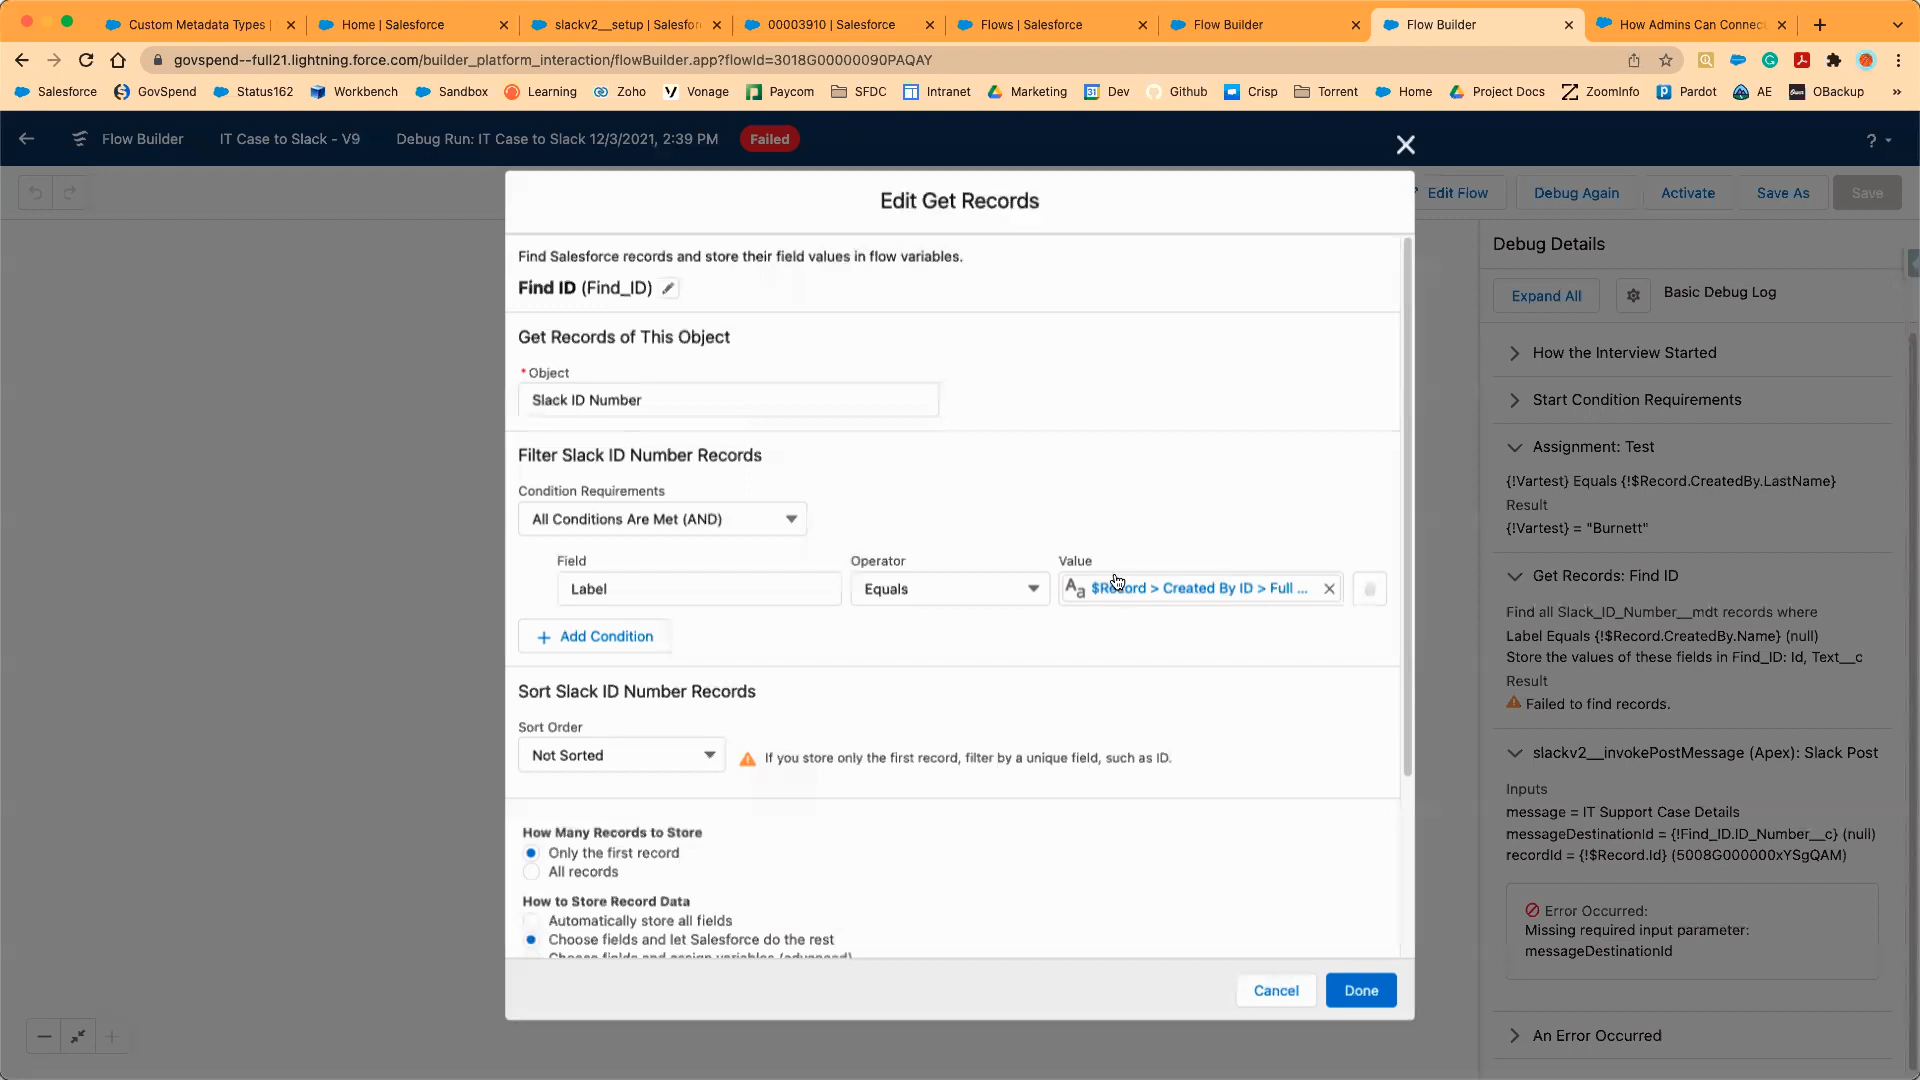 Custom Metadata Types |
Home | Salesforce
slackv2__setup | Salesfor
00003910 | Salesforce
Flows | Salesforce
Flow Builder
Flow Builder
How Admins Can Connec
govspend--full21.lightning.force.com/builder_platform_interaction/flowBuilder.app?flowId=3018G00000090PAQAY
Salesforce
GovSpend
Status162
Workbench
Sandbox
Learning
Zoho
Vonage
Paycom
SFDC
Intranet
Marketing
Dev
Github
Crisp
Torrent
Home
Project Docs
ZoomInfo
Pardot
AE
OBackup
»
Flow Builder
IT Case to Slack - V9
Debug Run: IT Case to Slack 12/3/2021, 2:39 PM
Failed
?
Edit Flow
Debug Again
Activate
Save As
Save
Edit Get Records
Find Salesforce records and store their field values in flow variables.
Find ID (Find_ID)
Get Records of This Object
* Object
Slack ID Number
Filter Slack ID Number Records
Condition Requirements
All Conditions Are Met (AND)
Field
Operator
Value
Label
Equals
Aa $Record > Created By ID > Full ...
+ Add Condition
Sort Slack ID Number Records
Sort Order
Not Sorted
If you store only the first record, filter by a unique field, such as ID.
How Many Records to Store
Only the first record
All records
How to Store Record Data
Automatically store all fields
Choose fields and let Salesforce do the rest
Choose fields and assign variables (advanced)
Cancel
Done
Debug Details
Expand All
Basic Debug Log
How the Interview Started
Start Condition Requirements
Assignment: Test
{!Vartest} Equals {!$Record.CreatedBy.LastName}
Result
{!Vartest} = "Burnett"
Get Records: Find ID
Find all Slack_ID_Number__mdt records where
Label Equals {!$Record.CreatedBy.Name} (null)
Store the values of these fields in Find_ID: Id, Text__c
Result
Failed to find records.
slackv2__invokePostMessage (Apex): Slack Post
Inputs
message = IT Support Case Details
messageDestinationId = {!Find_ID.ID_Number__c} (null)
recordId = {!$Record.Id} (5008G000000xYSgQAM)
Error Occurred:
Missing required input parameter:
messageDestinationId
An Error Occurred